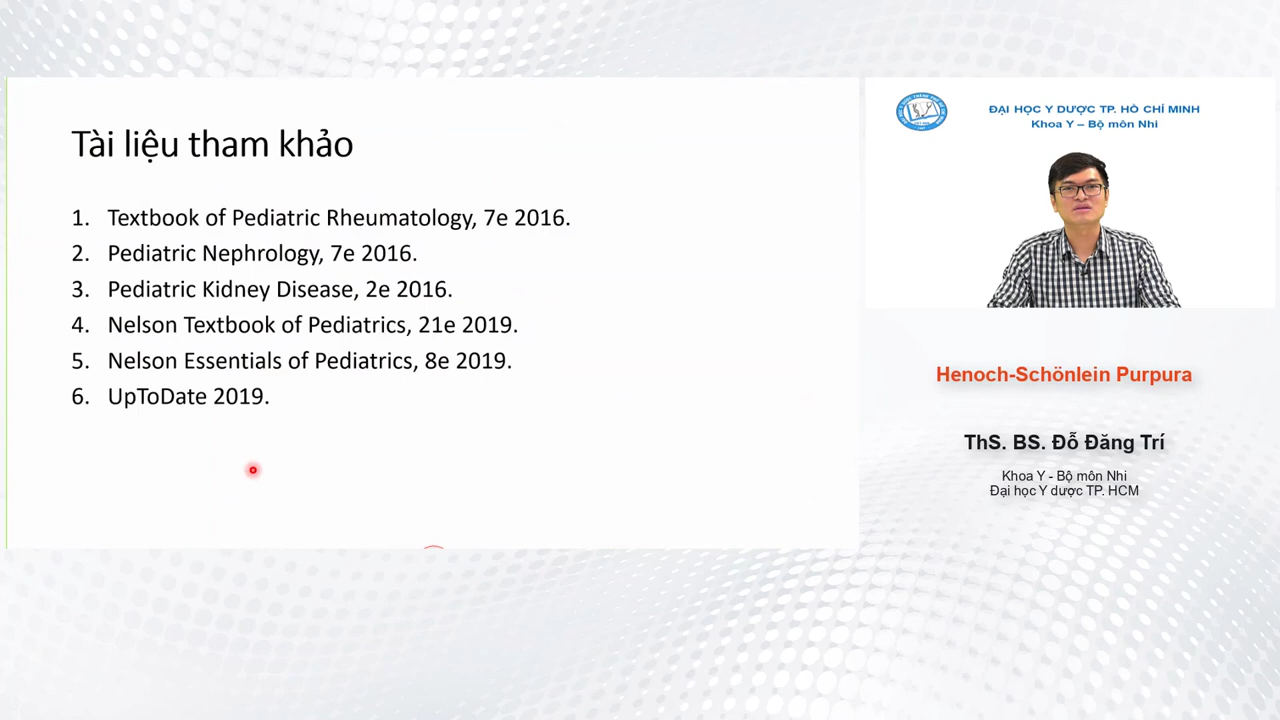 Tài liệu tham khảo
1. Textbook of Pediatric Rheumatology, 7e 2016.
2. Pediatric Nephrology, 7e 2016.
3. Pediatric Kidney Disease, 2e 2016.
4. Nelson Textbook of Pediatrics, 21e 2019.
5. Nelson Essentials of Pediatrics, 8e 2019.
6. UpToDate 2019.
ĐẠI HỌC Y DƯỢC TP. HỒ CHÍ MINH
Khoa Y – Bộ môn Nhi
Henoch-Schönlein Purpura
ThS. BS. Đỗ Đăng Trí
Khoa Y - Bộ môn Nhi
Đại học Y dược TP. HCM